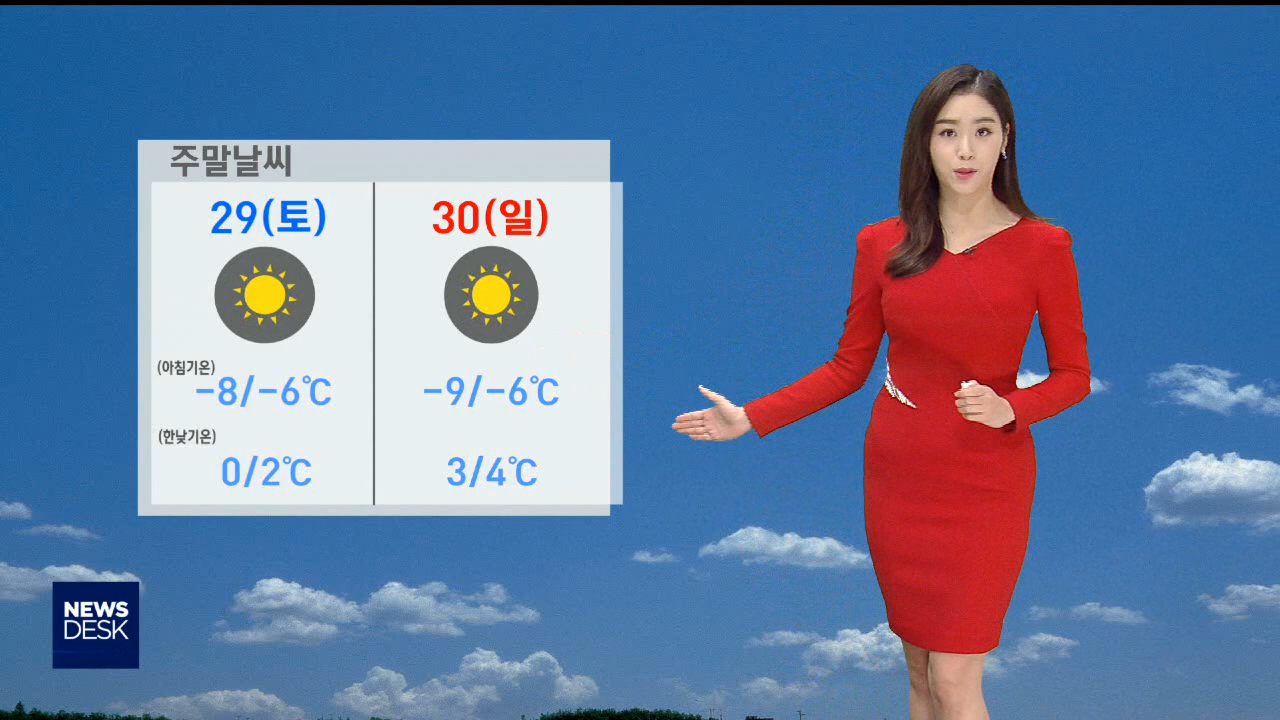 주말날씨
29(토)
30(일)
(아침기온)
-8/-6℃
-9/-6℃
(한낮기온)
0/2℃
3/4℃
NEWS
DESK